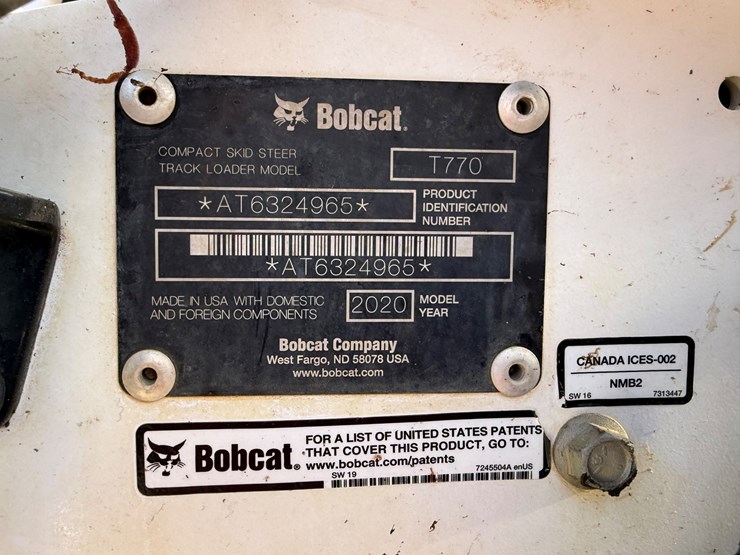 Bobcat.
COMPACT SKID STEER
TRACK LOADER MODEL
T770
*AT6324965*
PRODUCT
IDENTIFICATION
NUMBER
*AT6324965*
MADE IN USA WITH DOMESTIC
AND FOREIGN COMPONENTS
2020
MODEL
YEAR
Bobcat Company
West Fargo, ND 58078 USA
www.bobcat.com
CANADA ICES-002
NMB2
SW 16 7313447
Bobcat.
FOR A LIST OF UNITED STATES PATENTS
THAT COVER THIS PRODUCT, GO TO:
www.bobcat.com/patents
SW 19 7245504A enUS